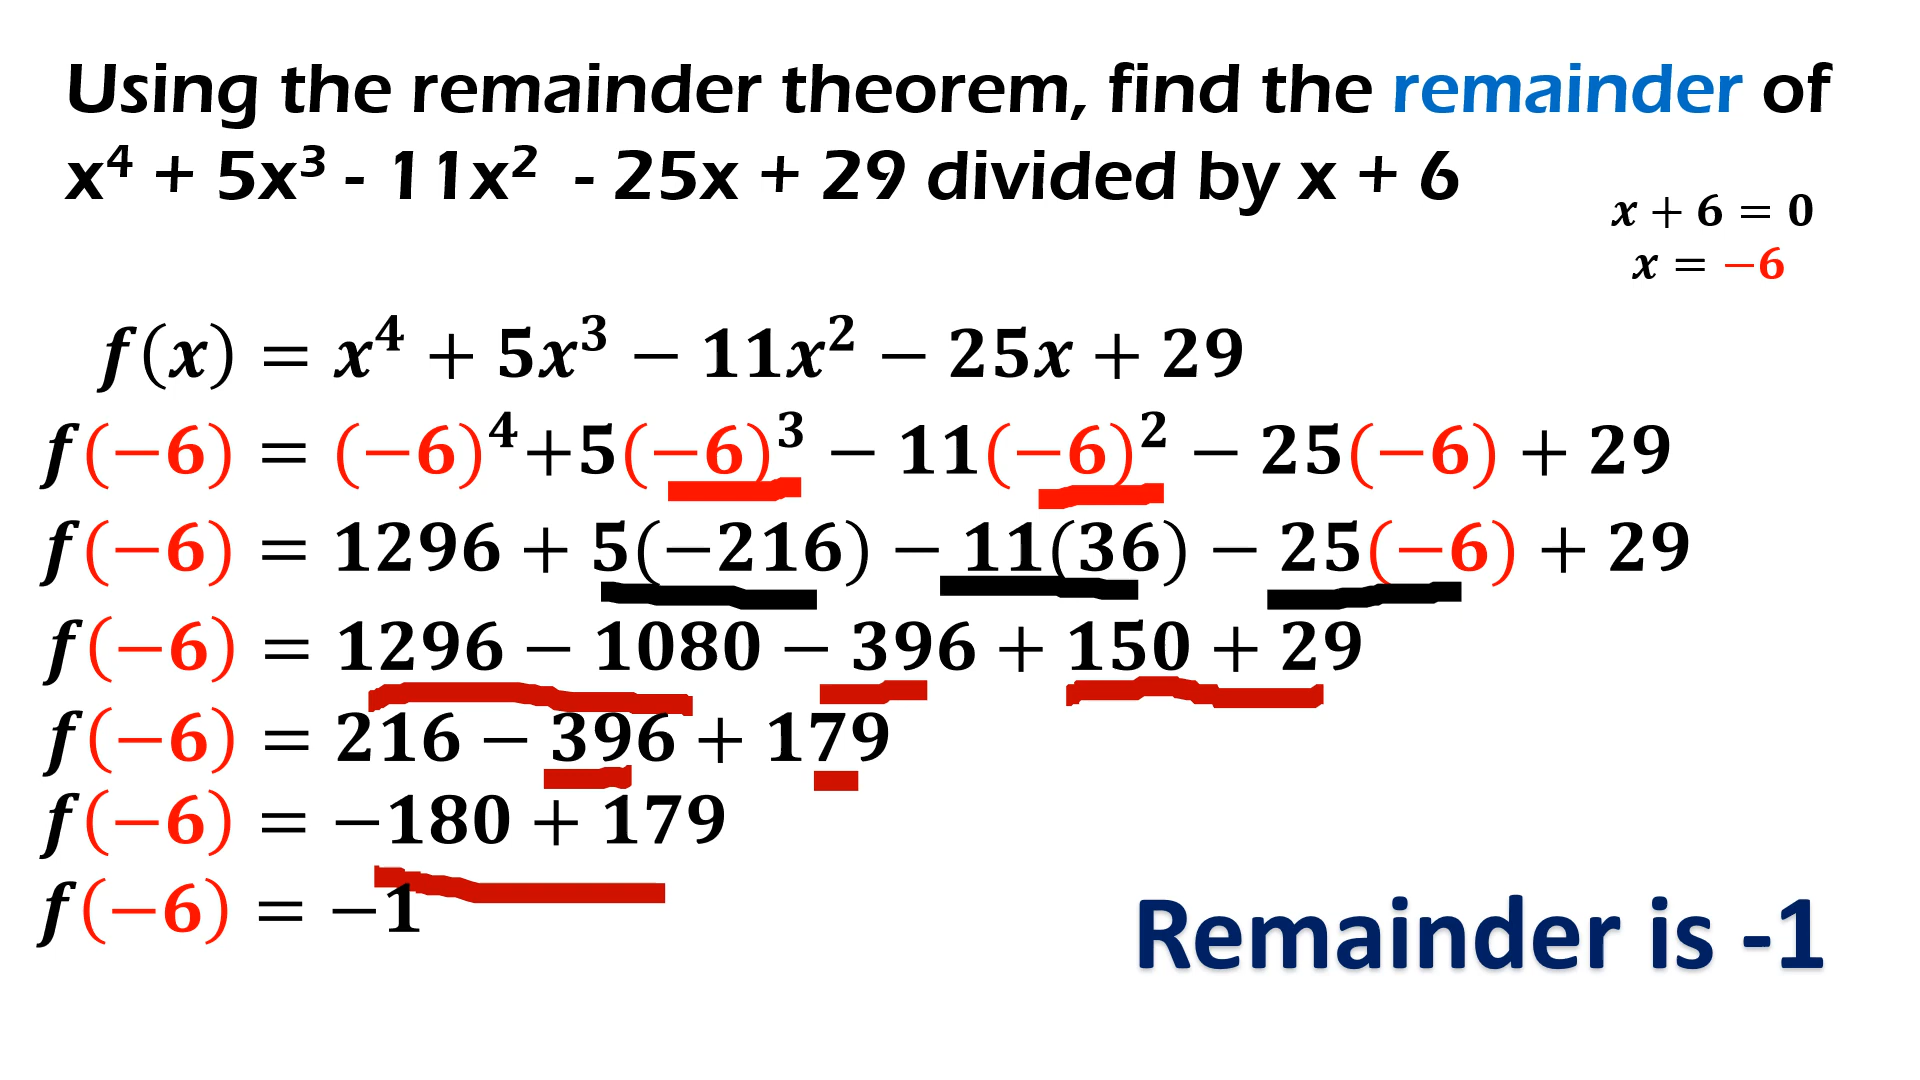 Using the remainder theorem, find the remainder of
x⁴ + 5x³ - 11x² - 25x + 29 divided by x + 6
x + 6 = 0
x = −6
f(x) = x⁴ + 5x³ − 11x² − 25x + 29
f(−6) = (−6)⁴+5(−6)³ − 11(−6)² − 25(−6) + 29
f(−6) = 1296 + 5(−216) − 11(36) − 25(−6) + 29
f(−6) = 1296 − 1080 − 396 + 150 + 29
f(−6) = 216 − 396 + 179
f(−6) = −180 + 179
f(−6) = −1
Remainder is -1